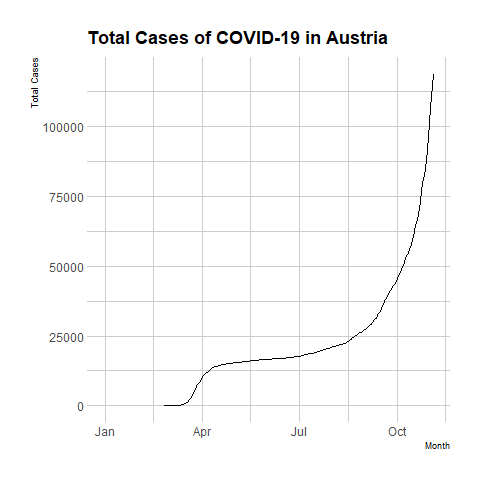 Total Cases of COVID-19 in Austria
Total Cases
100000
75000
50000
25000
0
Jan Apr Jul Oct
Month